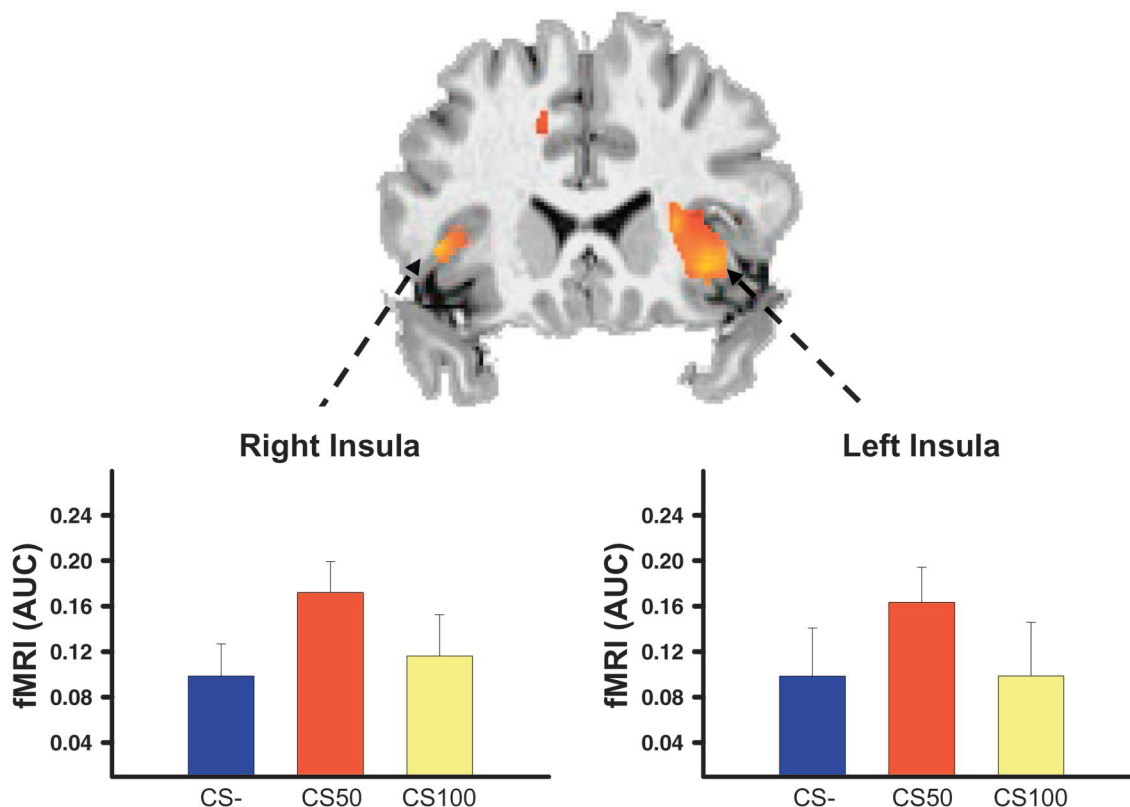 Right Insula
fMRI (AUC)
0.24
0.20
0.16
0.12
0.08
0.04
CS- CS50 CS100
Left Insula
fMRI (AUC)
0.24
0.20
0.16
0.12
0.08
0.04
CS- CS50 CS100